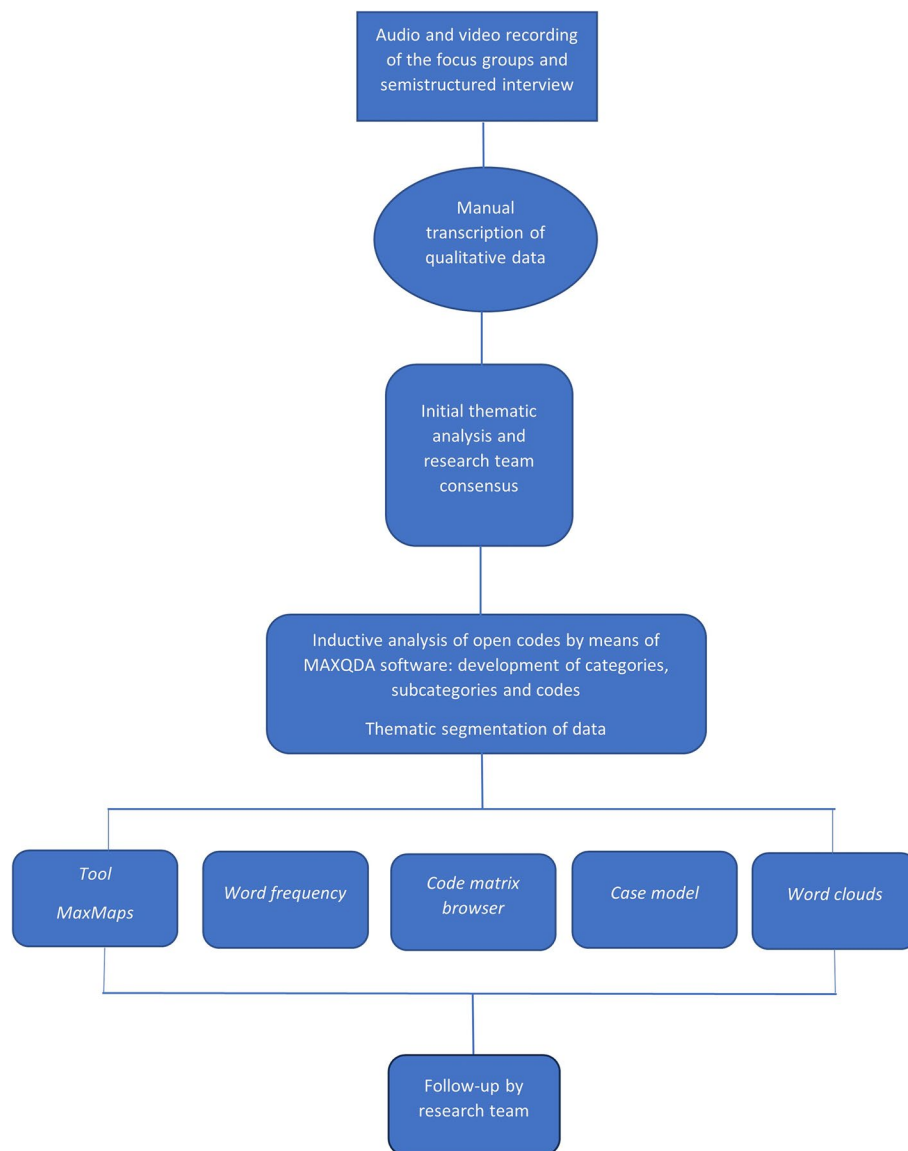 Audio and video recording
of the focus groups and
semistructured interview
Manual
transcription of
qualitative data
Initial thematic
analysis and
research team
consensus
Inductive analysis of open codes by means of
MAXQDA software: development of categories,
subcategories and codes
Thematic segmentation of data
Tool
MaxMaps
Word frequency
Code matrix
browser
Case model
Word clouds
Follow-up by
research team